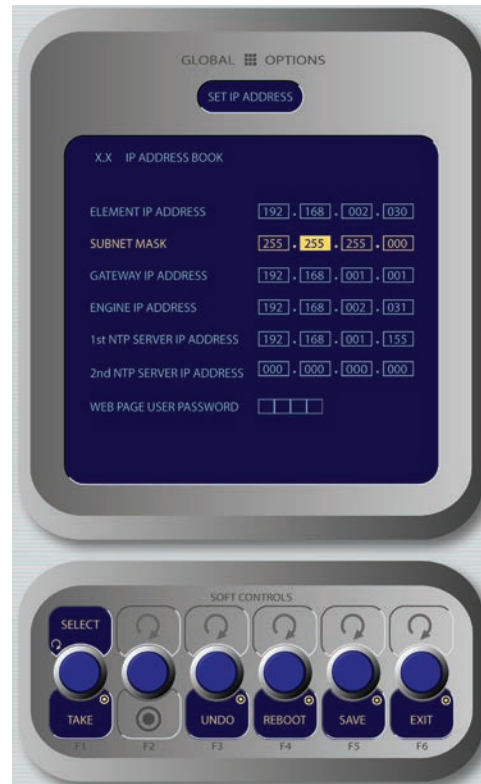 GLOBAL OPTIONS
SET IP ADDRESS
X.X IP ADDRESS BOOK
ELEMENT IP ADDRESS 192 . 168 . 002 . 030
SUBNET MASK 255 . 255 . 255 . 000
GATEWAY IP ADDRESS 192 . 168 . 001 . 001
ENGINE IP ADDRESS 192 . 168 . 002 . 031
1st NTP SERVER IP ADDRESS 192 . 168 . 001 . 155
2nd NTP SERVER IP ADDRESS 000 . 000 . 000 . 000
WEB PAGE USER PASSWORD
SOFT CONTROLS
SELECT
TAKE UNDO REBOOT SAVE EXIT
F1 F2 F3 F4 F5 F6